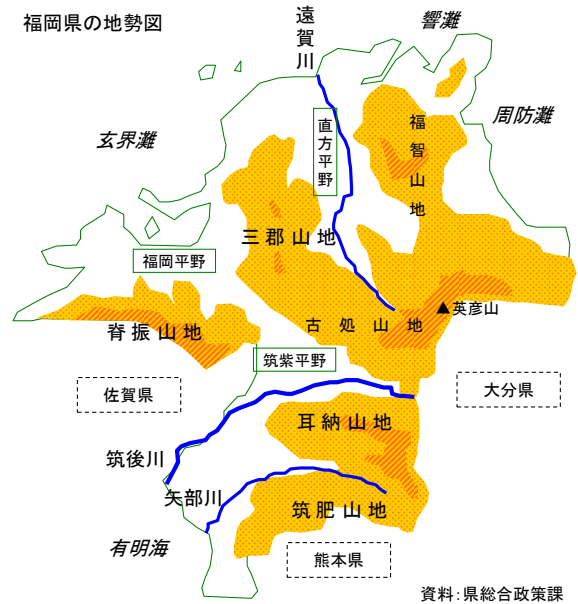 福岡県の地勢図
遠賀川
響灘
周防灘
玄界灘
直方平野
福智山地
三郡山地
福岡平野
英彦山
古処山地
脊振山地
筑紫平野
佐賀県
大分県
耳納山地
筑後川
矢部川
筑肥山地
有明海
熊本県
資料：県総合政策課